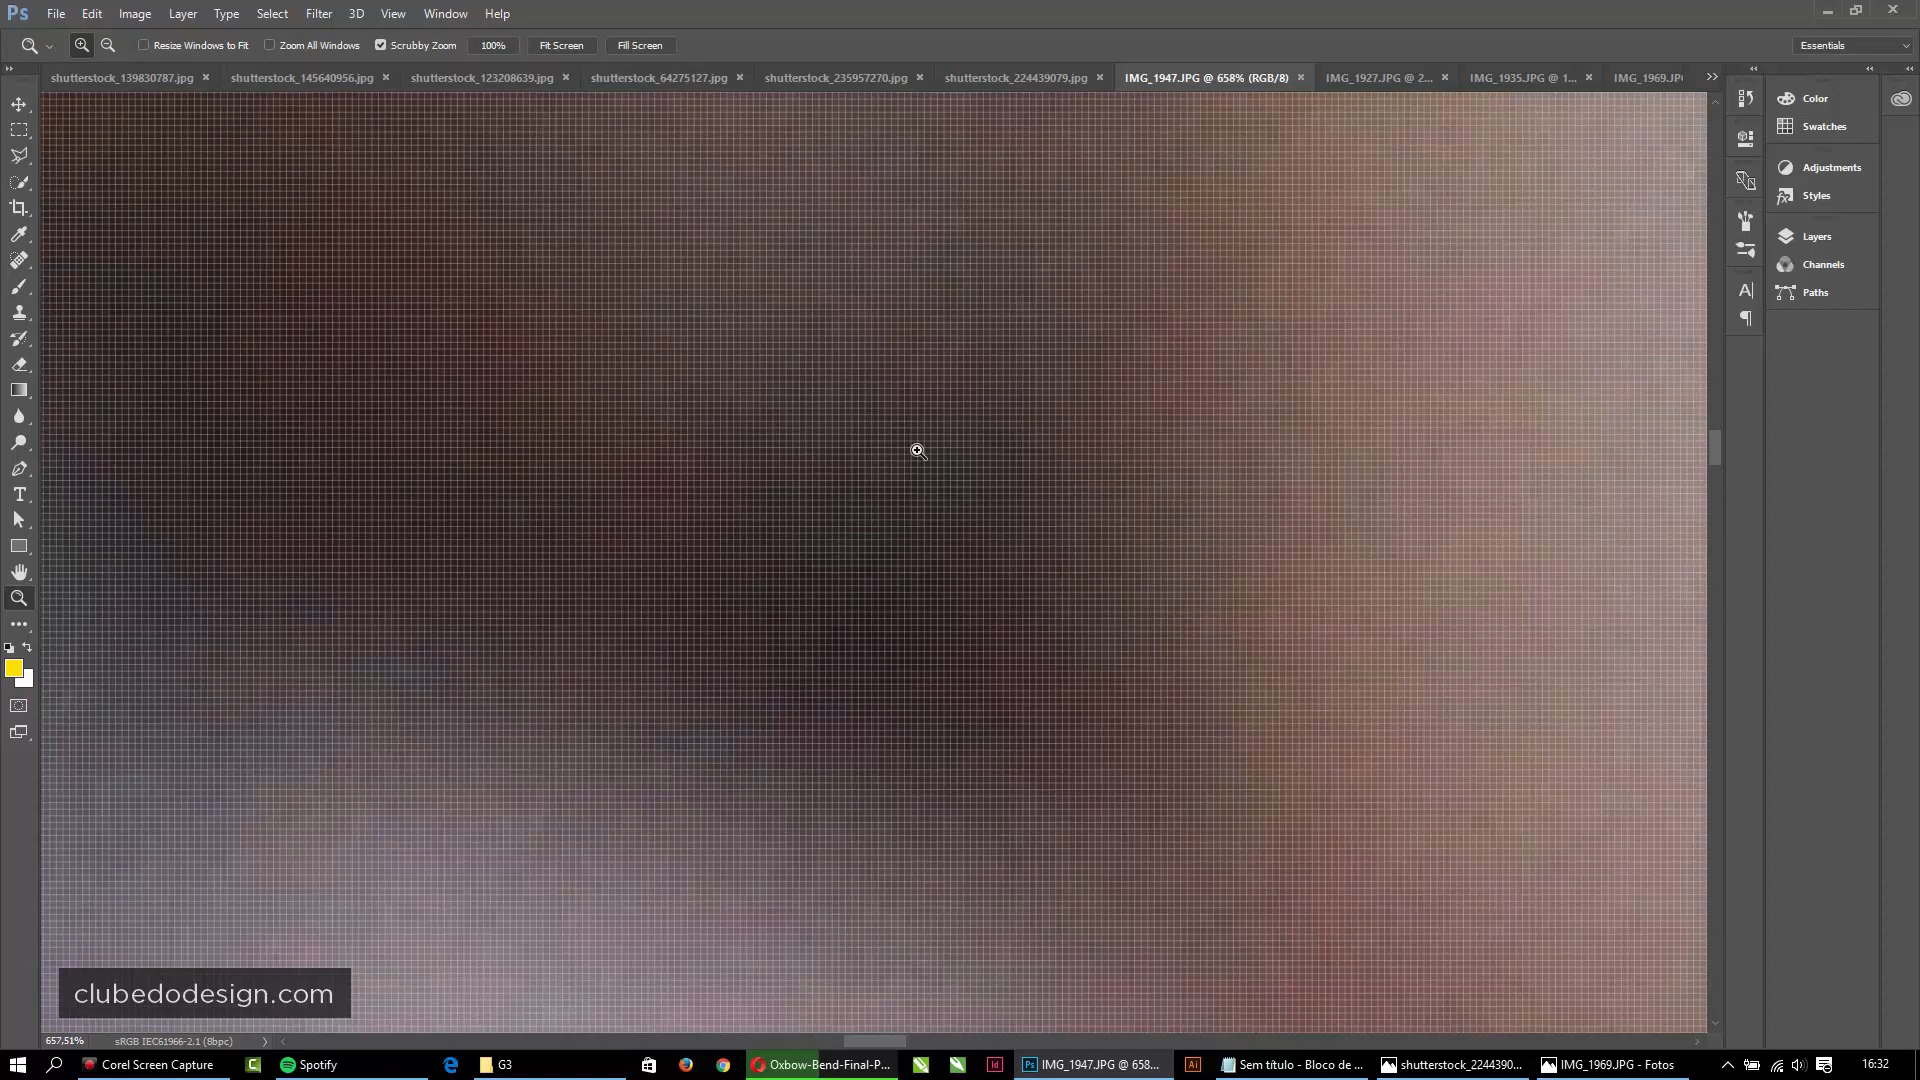 Ps File Edit Image Layer Type Select Filter 3D View Window Help
Resize Windows to Fit Zoom All Windows Scrubby Zoom 100% Fit Screen Fill Screen Essentials
shutterstock_139830787.jpg × shutterstock_145640956.jpg × shutterstock_123208639.jpg × shutterstock_64275127.jpg × shutterstock_235957270.jpg × shutterstock_224439079.jpg × IMG_1947.JPG @ 658% (RGB/8) × IMG_1927.JPG @ 2... × IMG_1935.JPG @ 1... × IMG_1969.JP
Color
Swatches
Adjustments
Styles
Layers
Channels
Paths
clubedodesign.com
657,51% sRGB IEC61966-2.1 (8bpc)
Corel Screen Capture Spotify G3 Oxbow-Bend-Final-P... Id Ps IMG_1947.JPG @ 658... Ai Sem título - Bloco de ... shutterstock_2244390... IMG_1969.JPG - Fotos 16:32